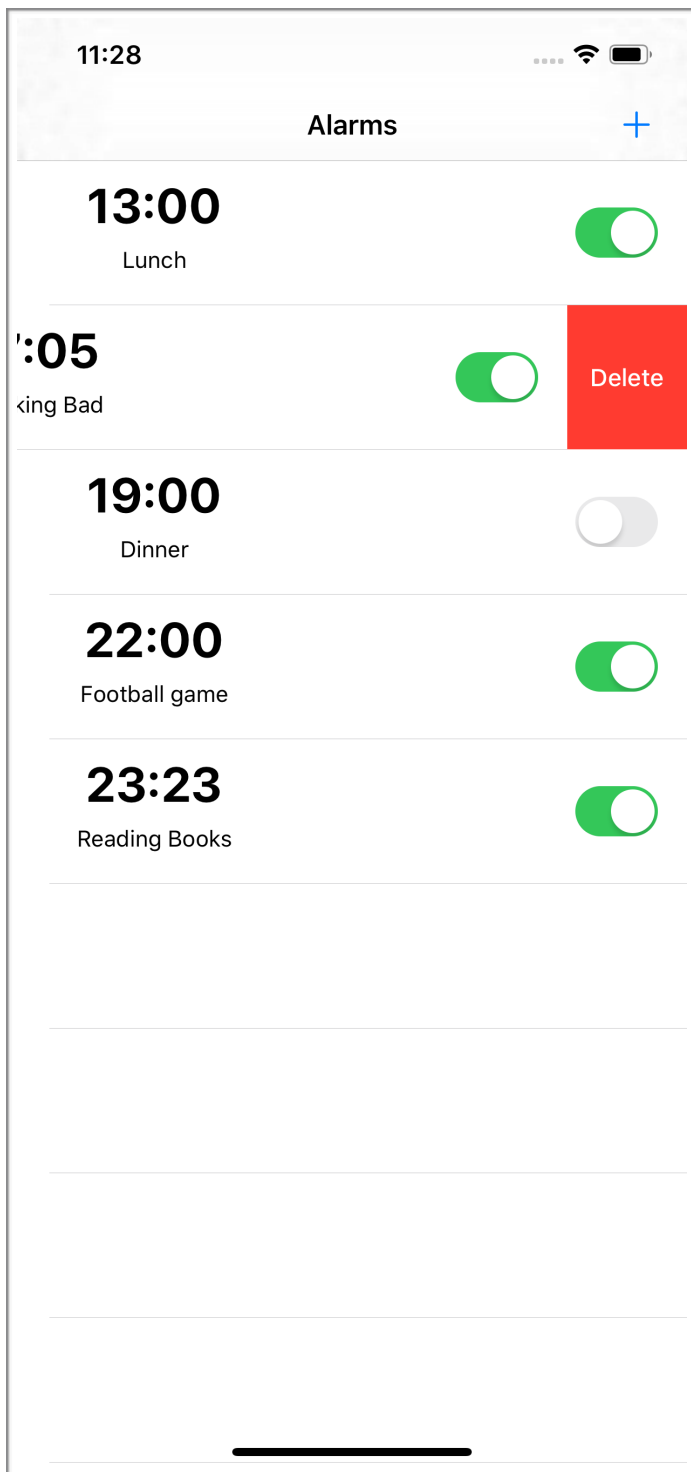 11:28
Alarms
13:00
Lunch
:05
king Bad
Delete
19:00
Dinner
22:00
Football game
23:23
Reading Books